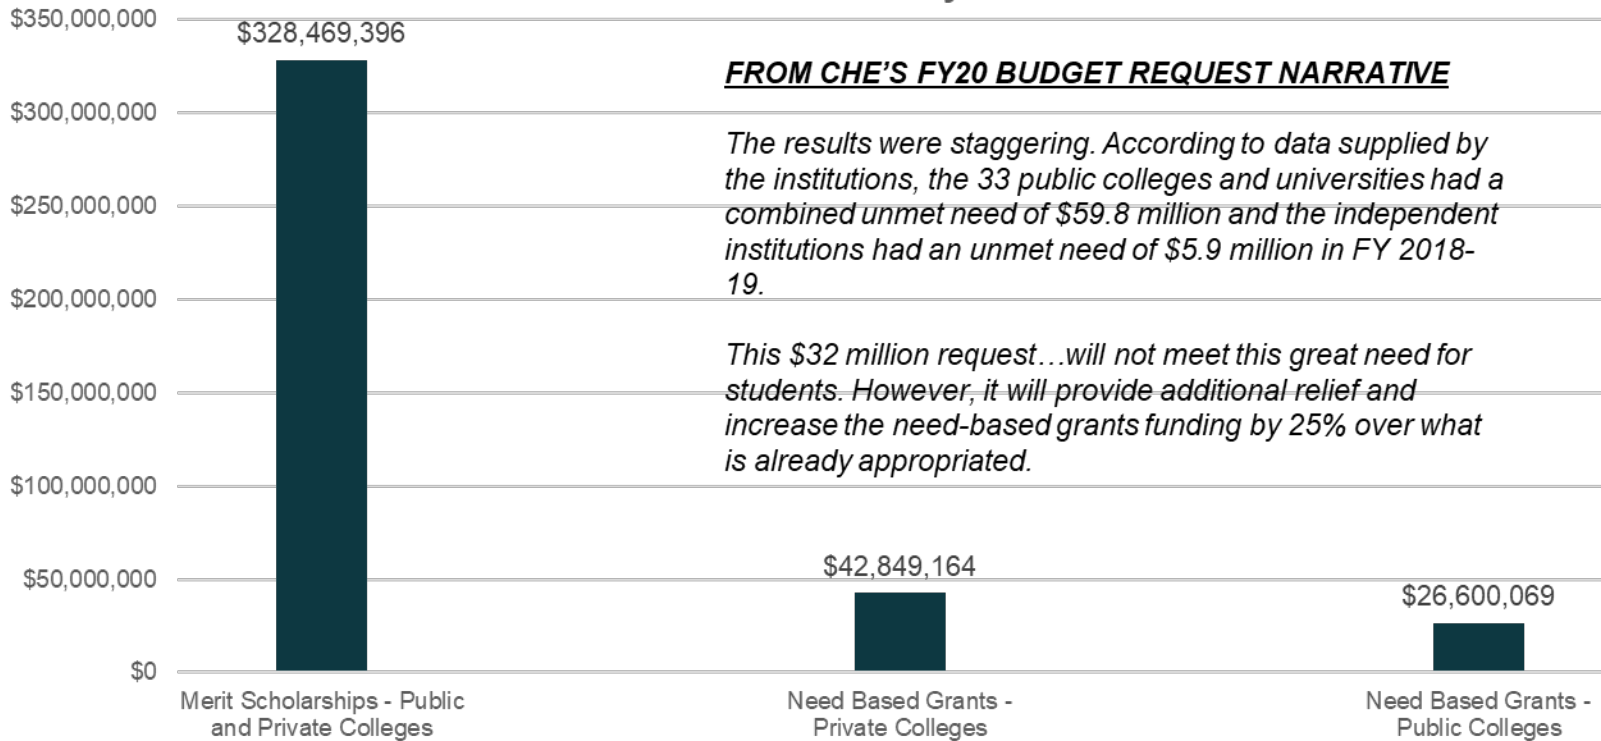 $350,000,000
$328,469,396
FROM CHE'S FY20 BUDGET REQUEST NARRATIVE
$300,000,000
The results were staggering. According to data supplied by
the institutions, the 33 public colleges and universities had a
$250,000,000
combined unmet need of $59.8 million and the independent
institutions had an unmet need of $5.9 million in FY 2018-
19.
$200,000,000
This $32 million request…will not meet this great need for
$150,000,000
students. However, it will provide additional relief and
increase the need-based grants funding by 25% over what
is already appropriated.
$100,000,000
$50,000,000
$42,849,164
$26,600,069
$0
Merit Scholarships - Public
and Private Colleges
Need Based Grants -
Private Colleges
Need Based Grants -
Public Colleges